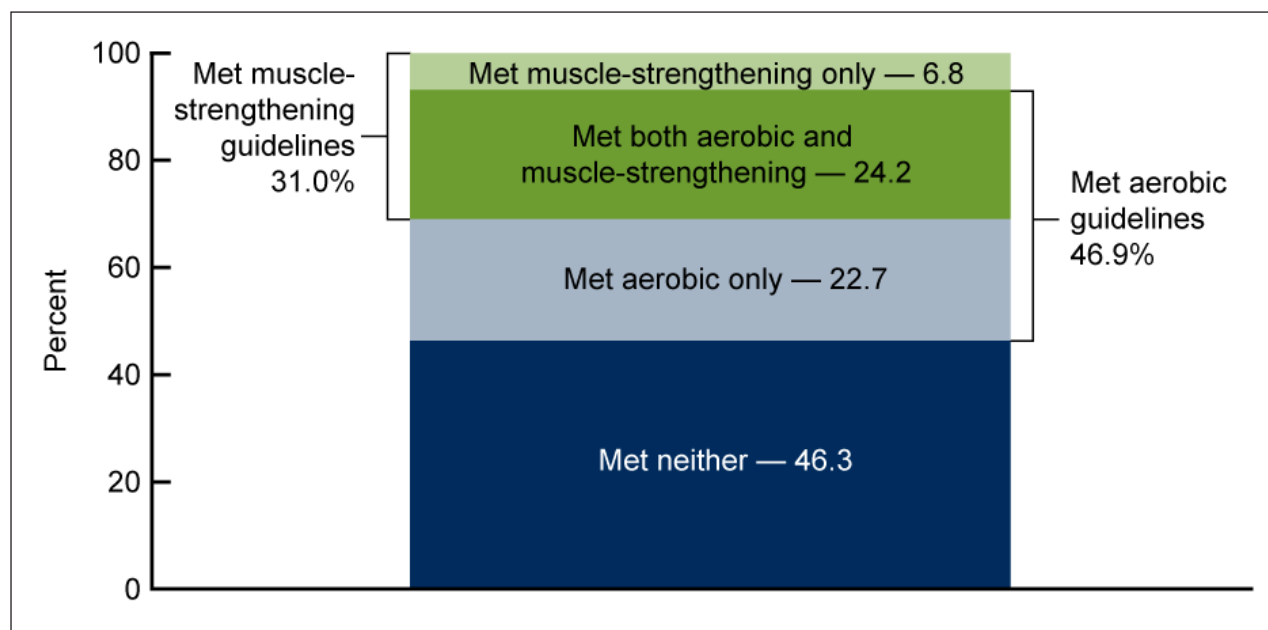 100
80
60
40
20
0
Percent
Met muscle-
strengthening
guidelines
31.0%
Met muscle-strengthening only — 6.8
Met both aerobic and
muscle-strengthening — 24.2
Met aerobic only — 22.7
Met neither — 46.3
Met aerobic
guidelines
46.9%